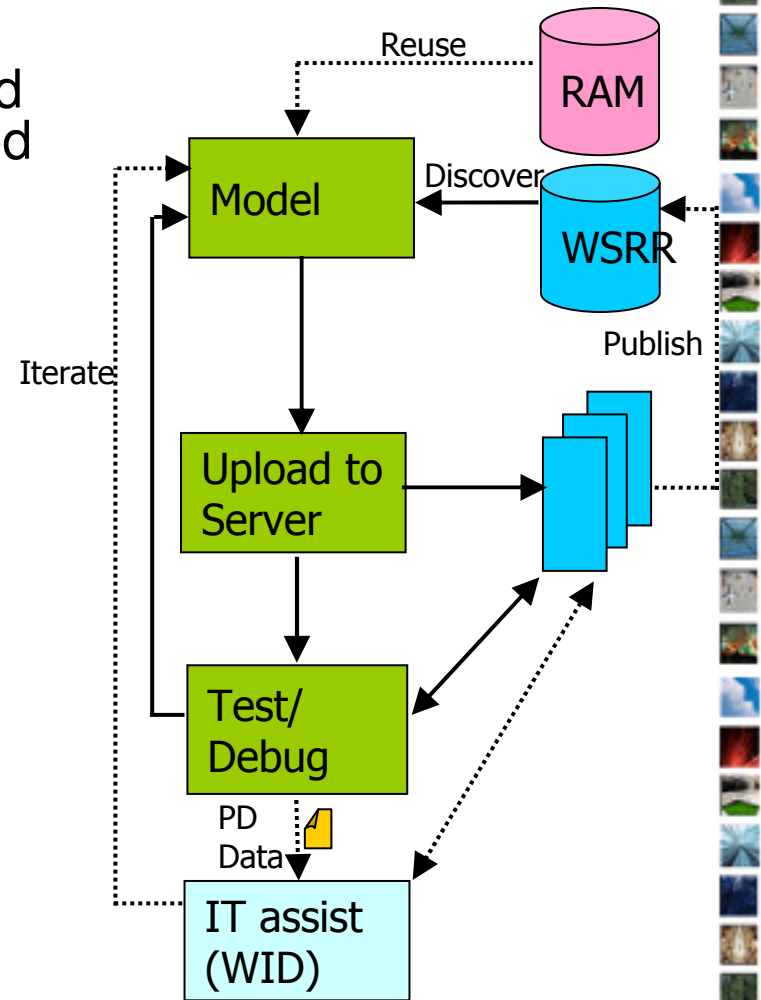 Reuse
RAM
Model
Discover
WSRR
Publish
Iterate
Upload to
Server
Test/
Debug
PD
Data
IT assist
(WID)